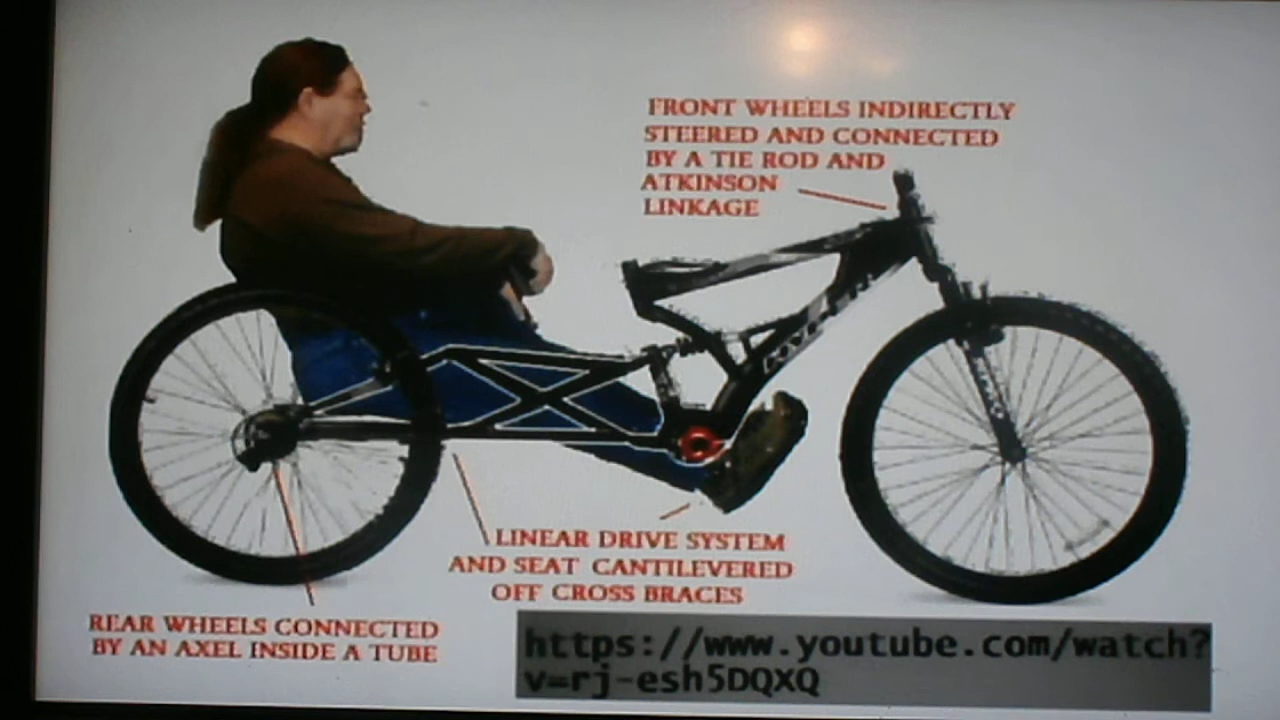 FRONT WHEELS INDIRECTLY
STEERED AND CONNECTED
BY A TIE ROD AND
ATKINSON
LINKAGE
LINEAR DRIVE SYSTEM
AND SEAT CANTILEVERED
OFF CROSS BRACES
REAR WHEELS CONNECTED
BY AN AXEL INSIDE A TUBE
https://www.youtube.com/watch?
v=rj-esh5DQXQ